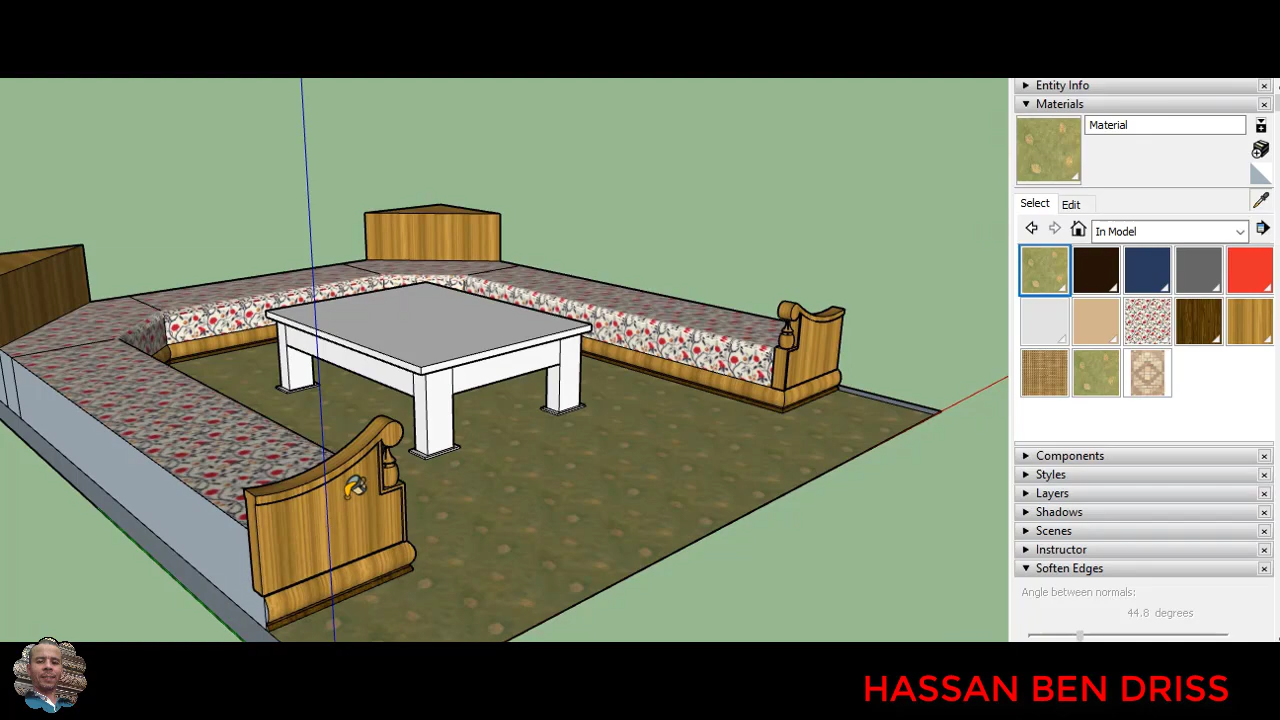 Entity Info
Materials
Material
Select Edit
In Model
Components
Styles
Layers
Shadows
Scenes
Instructor
Soften Edges
Angle between normals:
44.8 degrees
HASSAN BEN DRISS